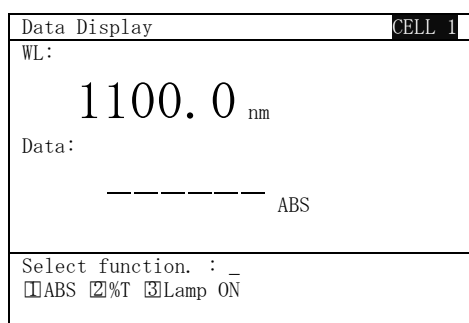 Data Display CELL 1
WL:
1100.0 nm
Data:
------ ABS
Select function. : _
1ABS 2%T 3Lamp ON